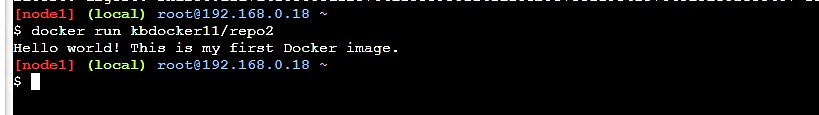 [node1] (local) root@192.168.0.18 ~
$ docker run kbdocker11/repo2
Hello world! This is my first Docker image.
[node1] (local) root@192.168.0.18 ~
$